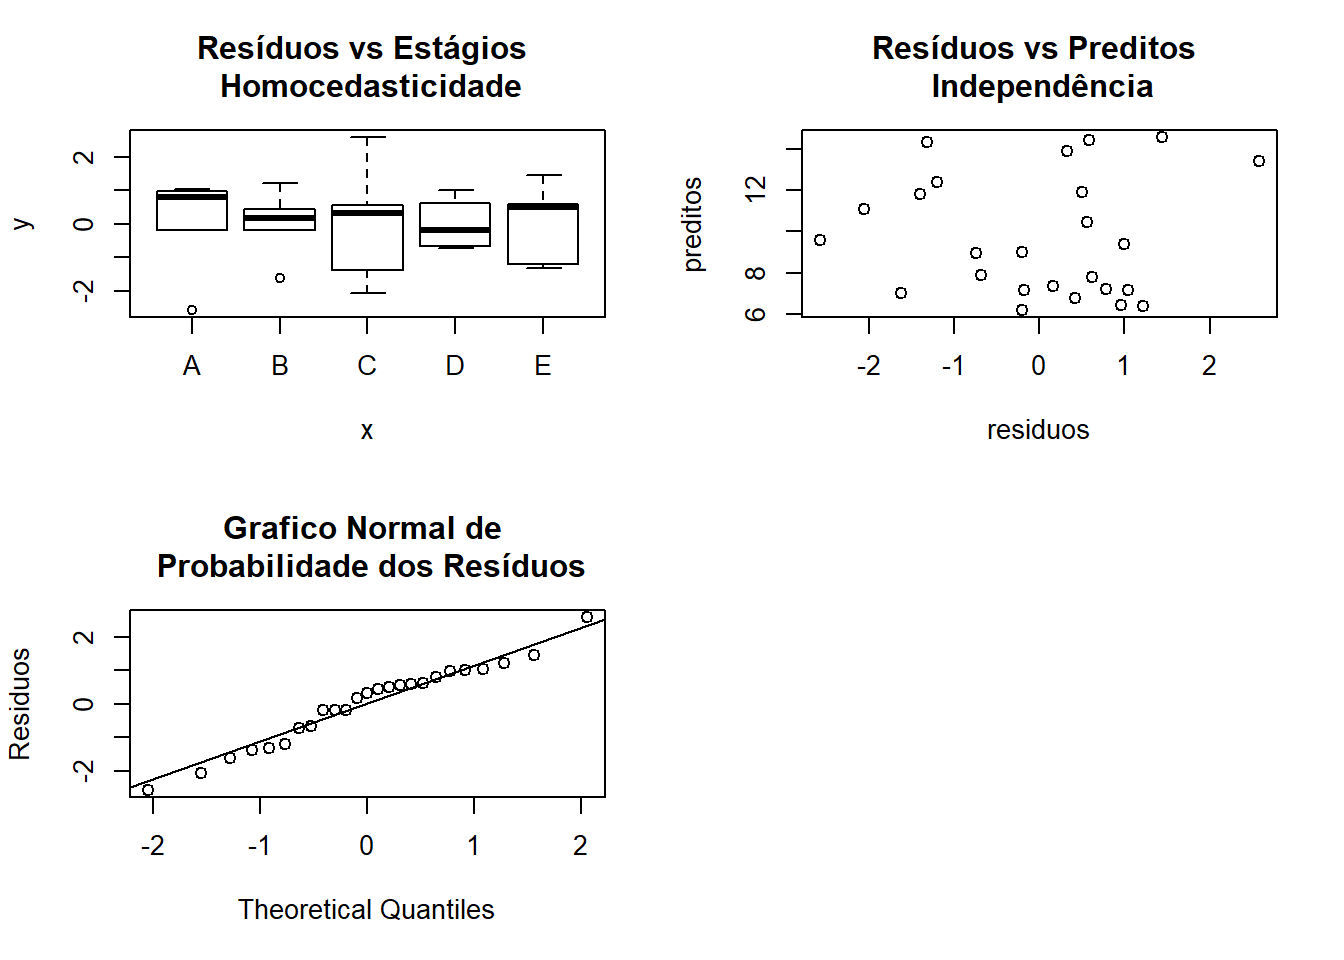 Resíduos vs Estágios
Homocedasticidade
y
2
0
-2
A B C D E
x
Resíduos vs Preditos
Independência
preditos
12
8
6
-2 -1 0 1 2
residuos
Grafico Normal de
Probabilidade dos Resíduos
Residuos
2
0
-2
-2 -1 0 1 2
Theoretical Quantiles